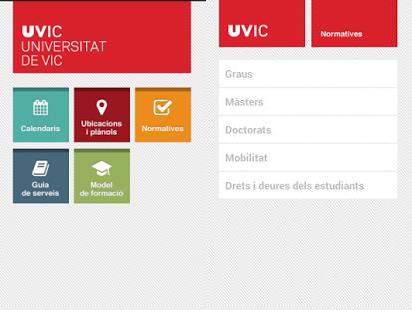 UVIC
UNIVERSITAT
DE VIC
Calendaris
Ubicacions
i plànols
Normatives
Guia
de serveis
Model
de formació
UVIC
Normatives
Graus
Màsters
Doctorats
Mobilitat
Drets i deures dels estudiants